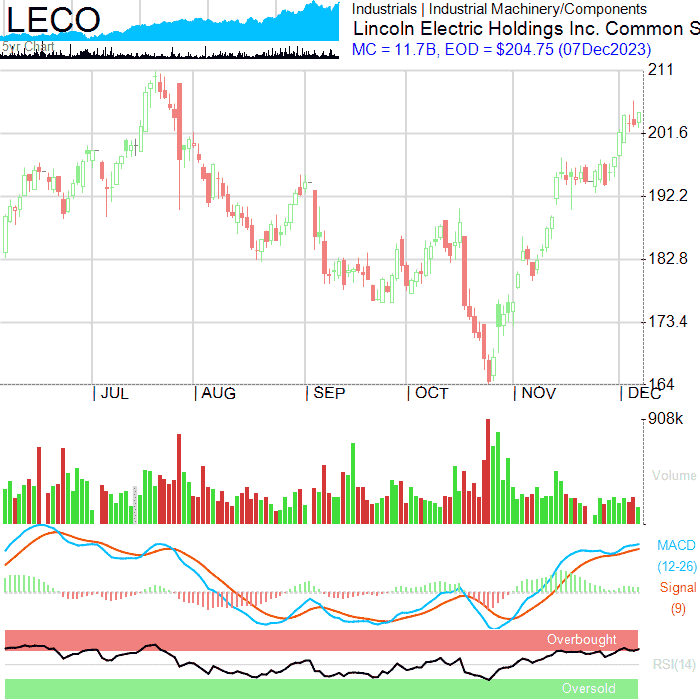 LECO
5yr Chart
Industrials | Industrial Machinery/Components
Lincoln Electric Holdings Inc. Common S
MC = 11.7B, EOD = $204.75 (07Dec2023)
211
201.6
192.2
182.8
173.4
164
JUL AUG SEP OCT NOV DEC
908k
Volume
MACD
(12-26)
Signal
(9)
Overbought
RSI(14)
Oversold